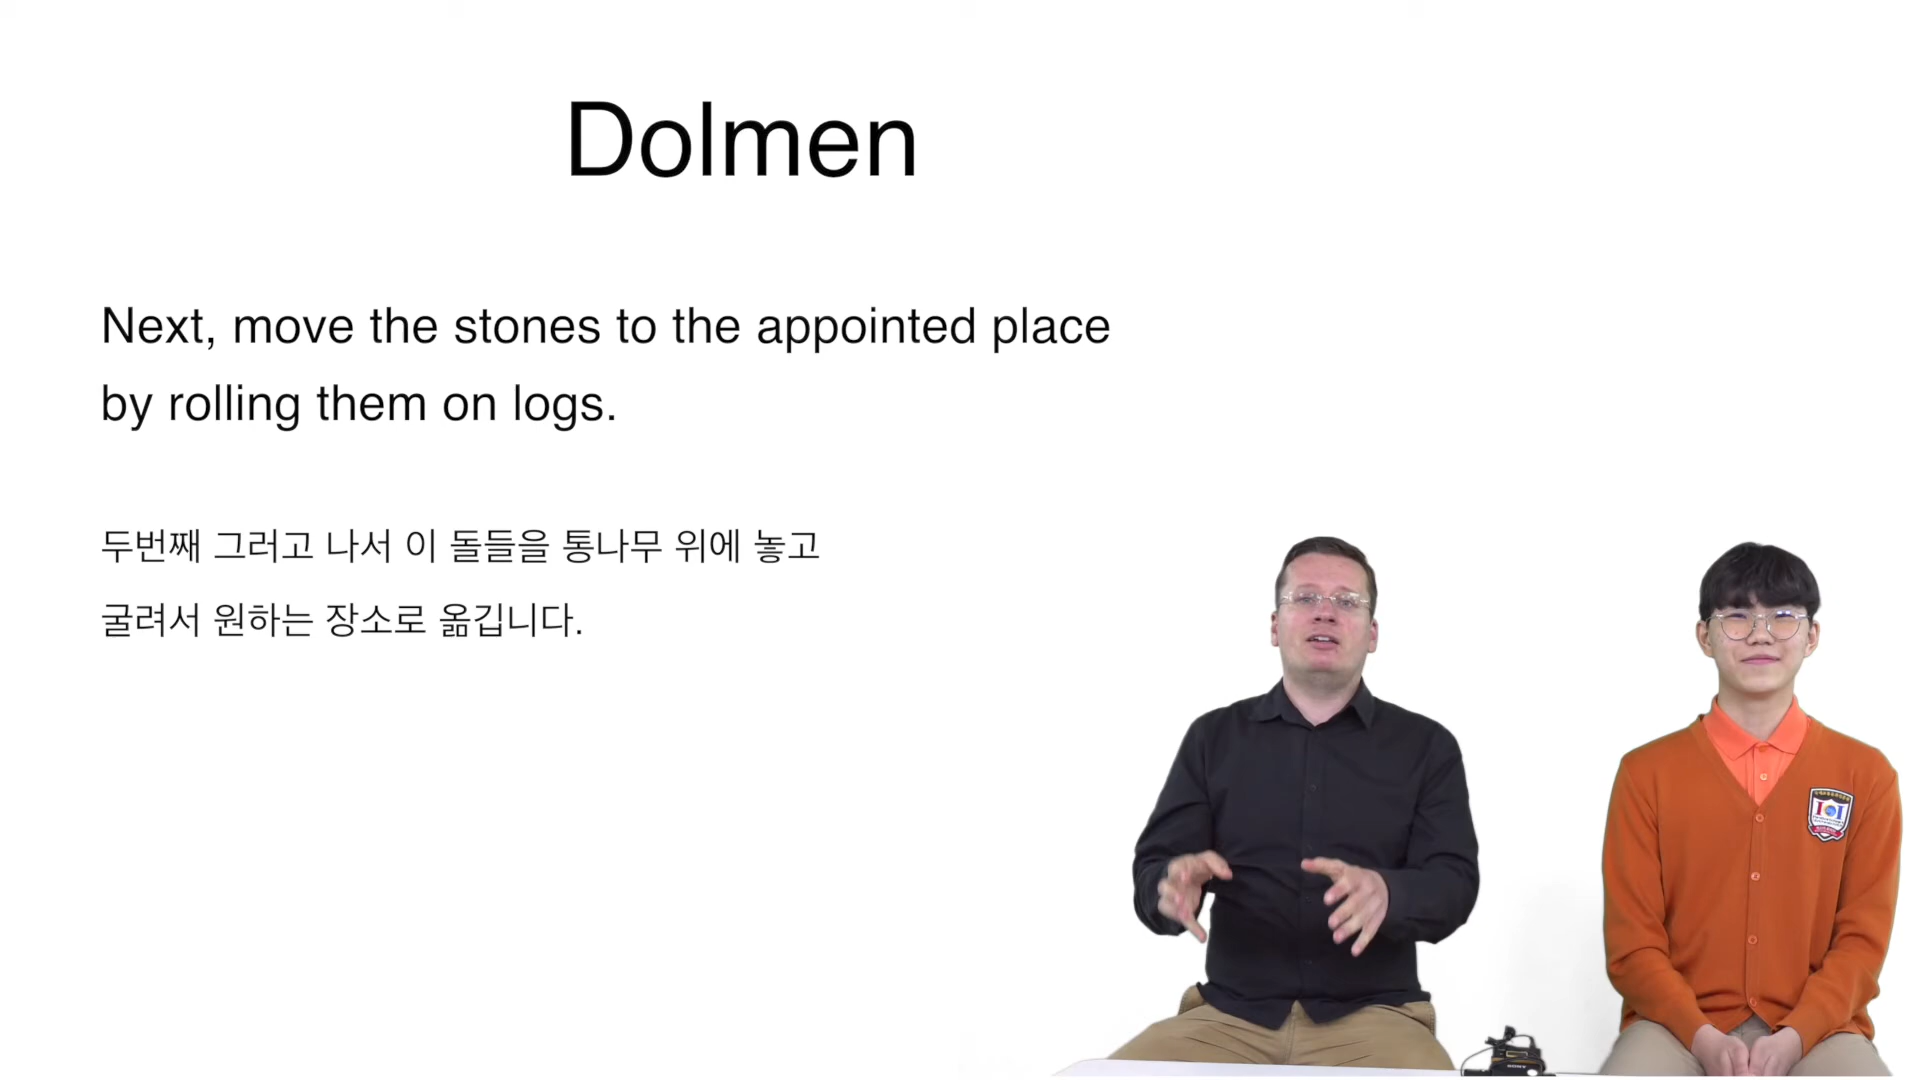 Dolmen
Next, move the stones to the appointed place
by rolling them on logs.
두번째 그러고 나서 이 돌들을 통나무 위에 놓고
굴려서 원하는 장소로 옮깁니다.
SONY